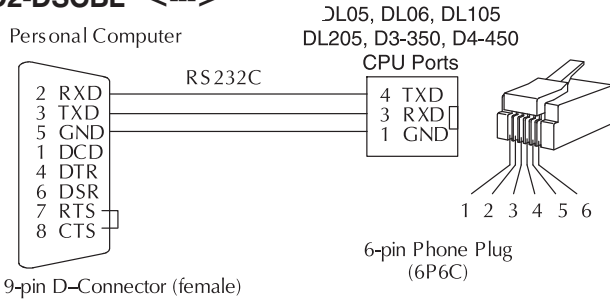 Personal Computer
DL05, DL06, DL105
DL205, D3-350, D4-450
CPU Ports
RS232C
2 RXD
3 TXD
5 GND
1 DCD
4 DTR
6 DSR
7 RTS
8 CTS
4 TXD
3 RXD
1 GND
1 2 3 4 5 6
6-pin Phone Plug
(6P6C)
9-pin D–Connector (female)